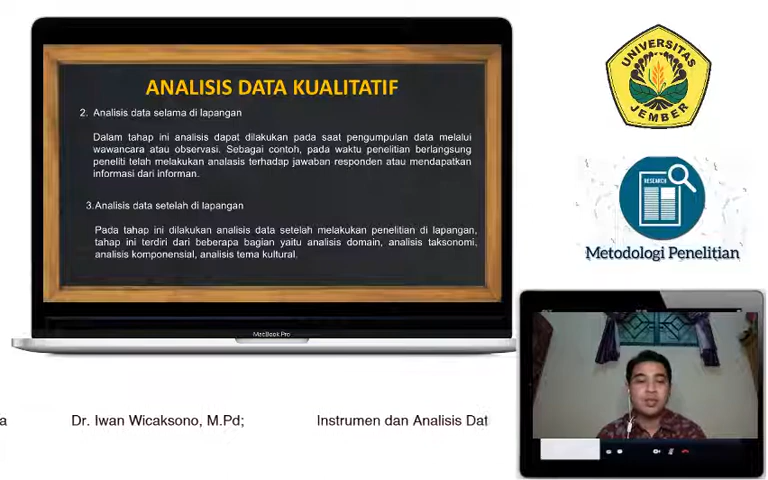 ANALISIS DATA KUALITATIF
2. Analisis data selama di lapangan
Dalam tahap ini analisis dapat dilakukan pada saat pengumpulan data melalui
wawancara atau observasi. Sebagai contoh, pada waktu penelitian berlangsung
peneliti telah melakukan analasis terhadap jawaban responden atau mendapatkan
informasi dari informan.
3.Analisis data setelah di lapangan
Pada tahap ini dilakukan analisis data setelah melakukan penelitian di lapangan,
tahap ini terdiri dari beberapa bagian yaitu analisis domain, analisis taksonomi,
analisis komponensial, analisis tema kultural.
MacBook Pro
UNIVERSITAS
JEMBER
RESEARCH
Metodologi Penelitian
a Dr. Iwan Wicaksono, M.Pd; Instrumen dan Analisis Dat